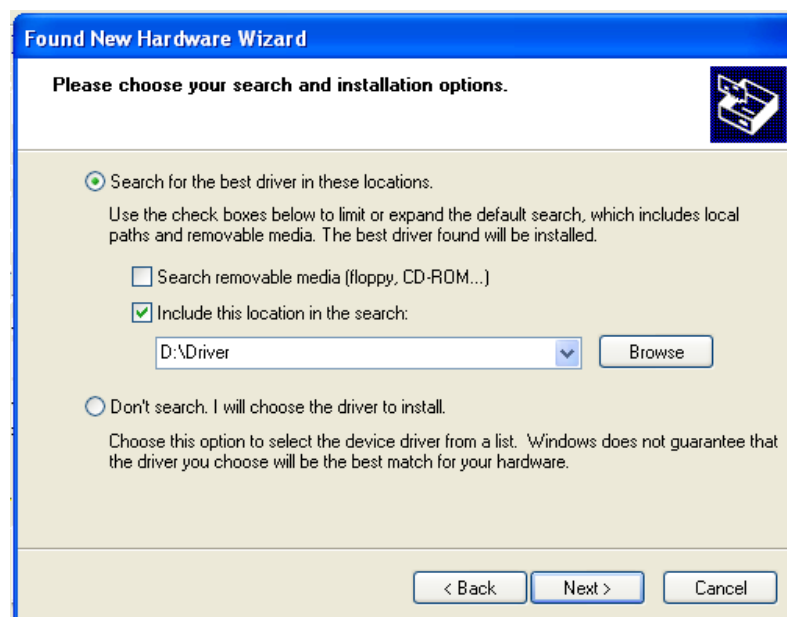 Found New Hardware Wizard
Please choose your search and installation options.
Search for the best driver in these locations.
Use the check boxes below to limit or expand the default search, which includes local
paths and removable media. The best driver found will be installed.
Search removable media (floppy, CD-ROM...)
Include this location in the search:
D:\Driver
Browse
Don't search. I will choose the driver to install.
Choose this option to select the device driver from a list. Windows does not guarantee that
the driver you choose will be the best match for your hardware.
< Back
Next >
Cancel